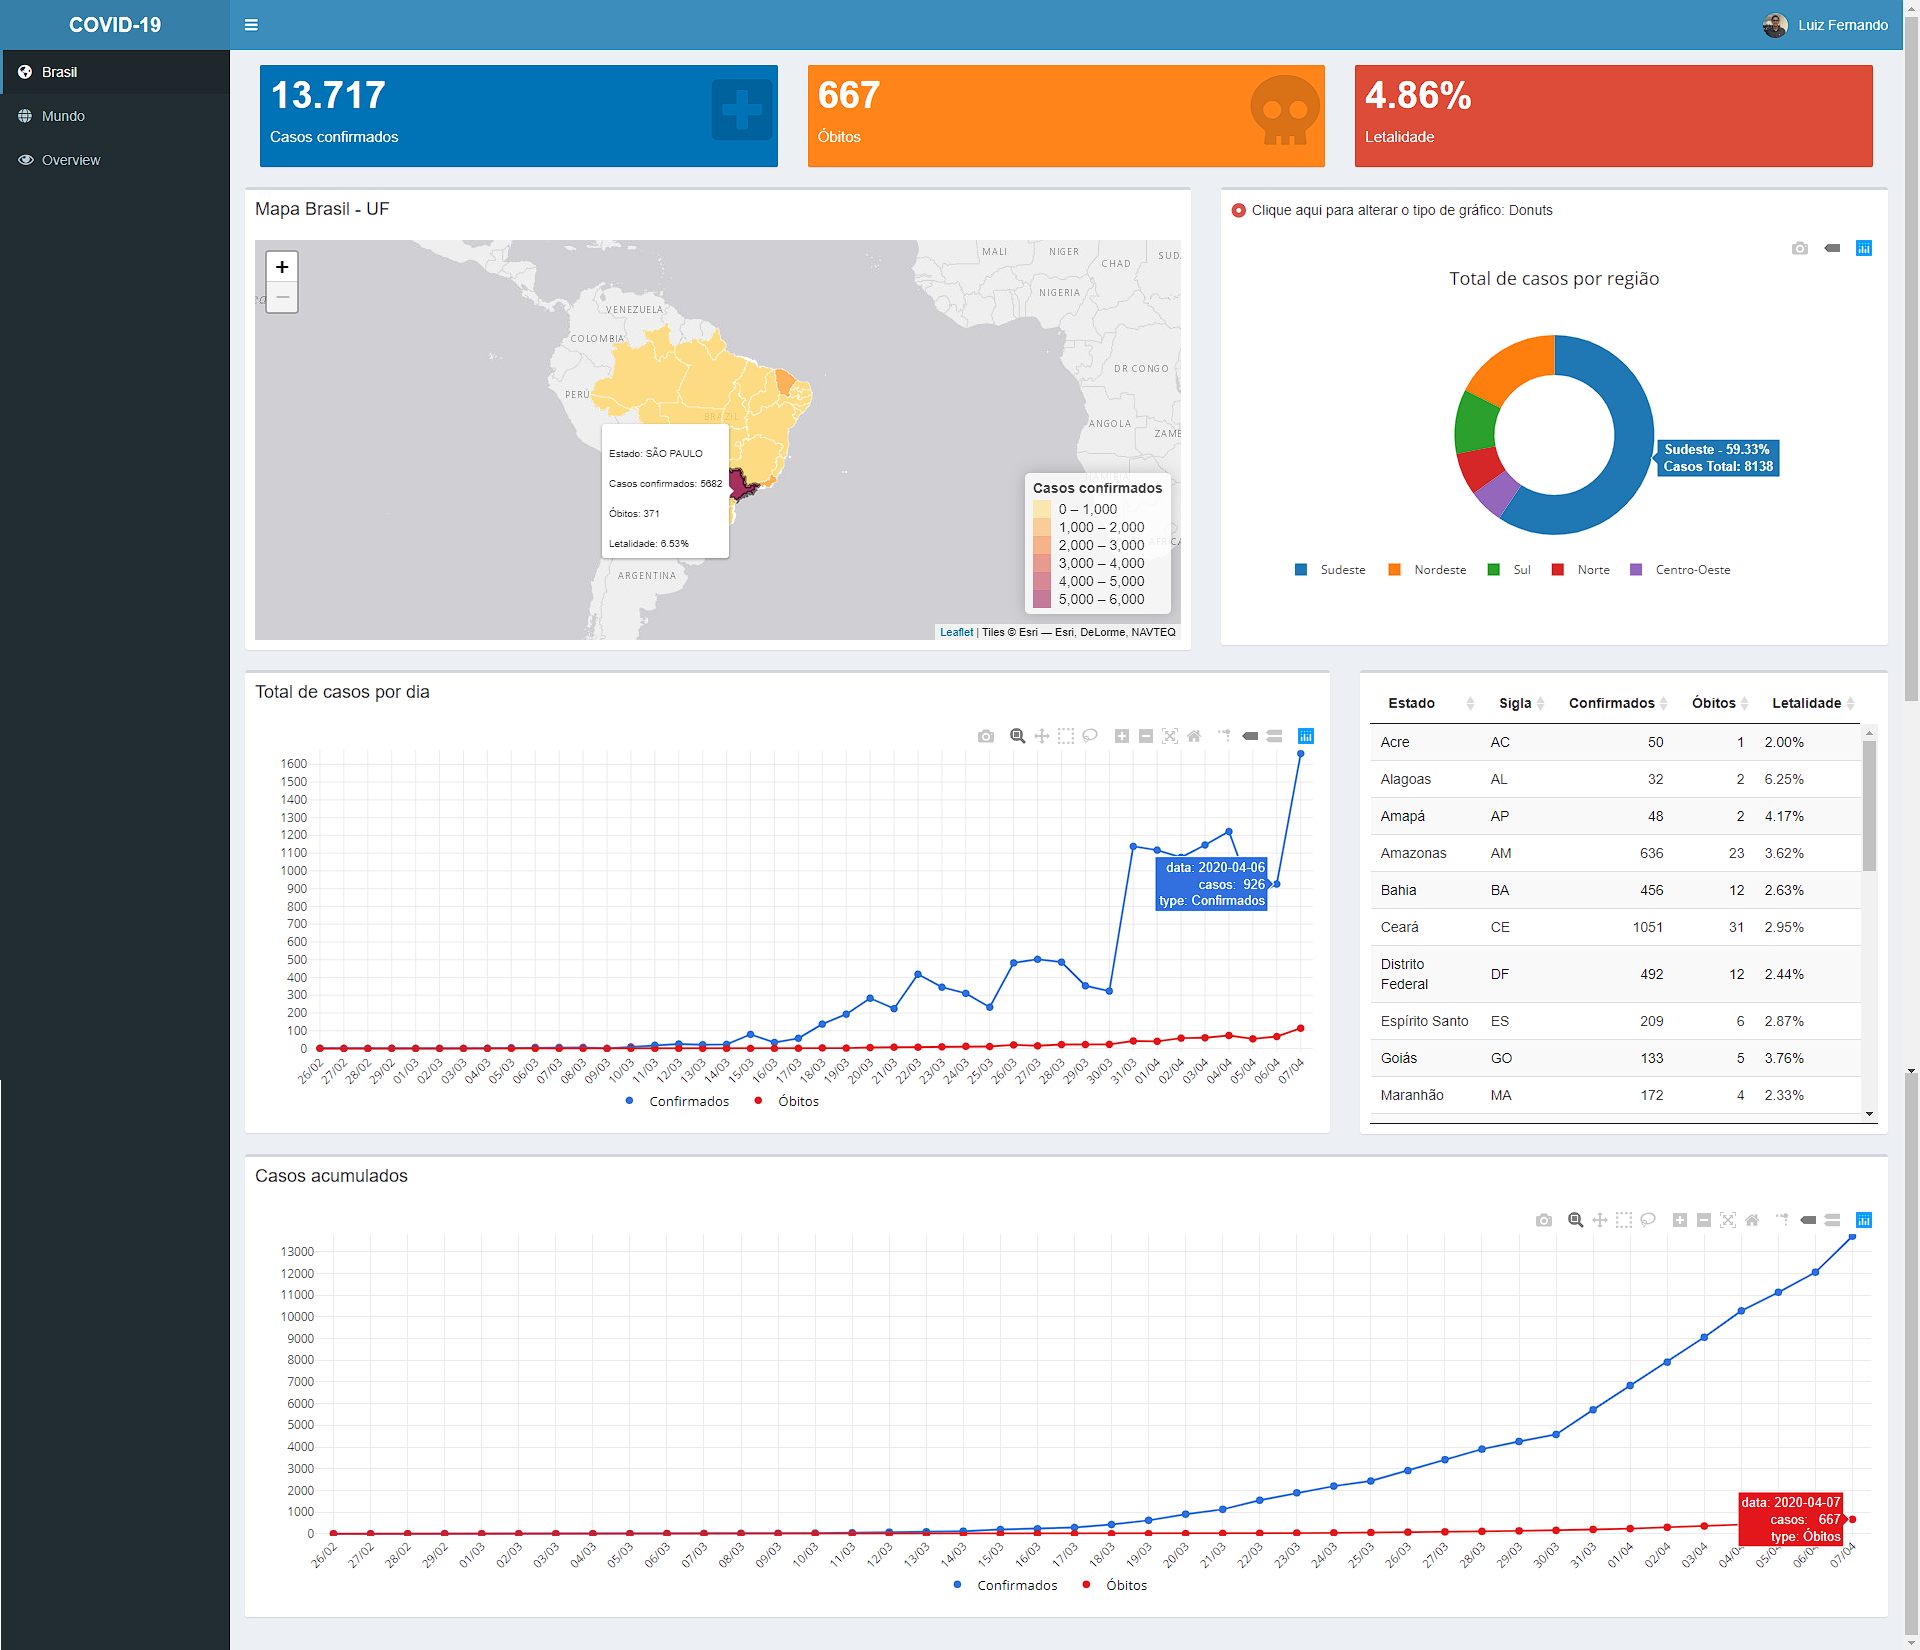 COVID-19
Luiz Fernando
Brasil
Mundo
Overview
13.717
Casos confirmados
667
Óbitos
4.86%
Letalidade
Mapa Brasil - UF
+
−
MALI
NIGER
CHAD
SUD
NIGERIA
VENEZUELA
COLOMBIA
DR CONGO
PERÚ
BRAZIL
ANGOLA
ZAME
ARGENTINA
Estado: SÃO PAULO
Casos confirmados: 5682
Óbitos: 371
Letalidade: 6.53%
Casos confirmados
0 – 1,000
1,000 – 2,000
2,000 – 3,000
3,000 – 4,000
4,000 – 5,000
5,000 – 6,000
Leaflet | Tiles © Esri — Esri, DeLorme, NAVTEQ
Clique aqui para alterar o tipo de gráfico: Donuts
Total de casos por região
Sudeste - 59.33%
Casos Total: 8138
Sudeste Nordeste Sul Norte Centro-Oeste
Total de casos por dia
1600
1500
1400
1300
1200
1100
1000
900
800
700
600
500
400
300
200
100
0
data: 2020-04-06
casos: 926
type: Confirmados
26/02 27/02 28/02 29/02 01/03 02/03 03/03 04/03 05/03 06/03 07/03 08/03 09/03 10/03 11/03 12/03 13/03 14/03 15/03 16/03 17/03 18/03 19/03 20/03 21/03 22/03 23/03 24/03 25/03 26/03 27/03 28/03 29/03 30/03 31/03 01/04 02/04 03/04 04/04 05/04 06/04 07/04
Confirmados Óbitos
Estado Sigla Confirmados Óbitos Letalidade
Acre AC 50 1 2.00%
Alagoas AL 32 2 6.25%
Amapá AP 48 2 4.17%
Amazonas AM 636 23 3.62%
Bahia BA 456 12 2.63%
Ceará CE 1051 31 2.95%
Distrito Federal DF 492 12 2.44%
Espírito Santo ES 209 6 2.87%
Goiás GO 133 5 3.76%
Maranhão MA 172 4 2.33%
Casos acumulados
13000
12000
11000
10000
9000
8000
7000
6000
5000
4000
3000
2000
1000
0
data: 2020-04-07
casos: 667
type: Óbitos
26/02 27/02 28/02 29/02 01/03 02/03 03/03 04/03 05/03 06/03 07/03 08/03 09/03 10/03 11/03 12/03 13/03 14/03 15/03 16/03 17/03 18/03 19/03 20/03 21/03 22/03 23/03 24/03 25/03 26/03 27/03 28/03 29/03 30/03 31/03 01/04 02/04 03/04 04/04 05/04 06/04 07/04
Confirmados Óbitos